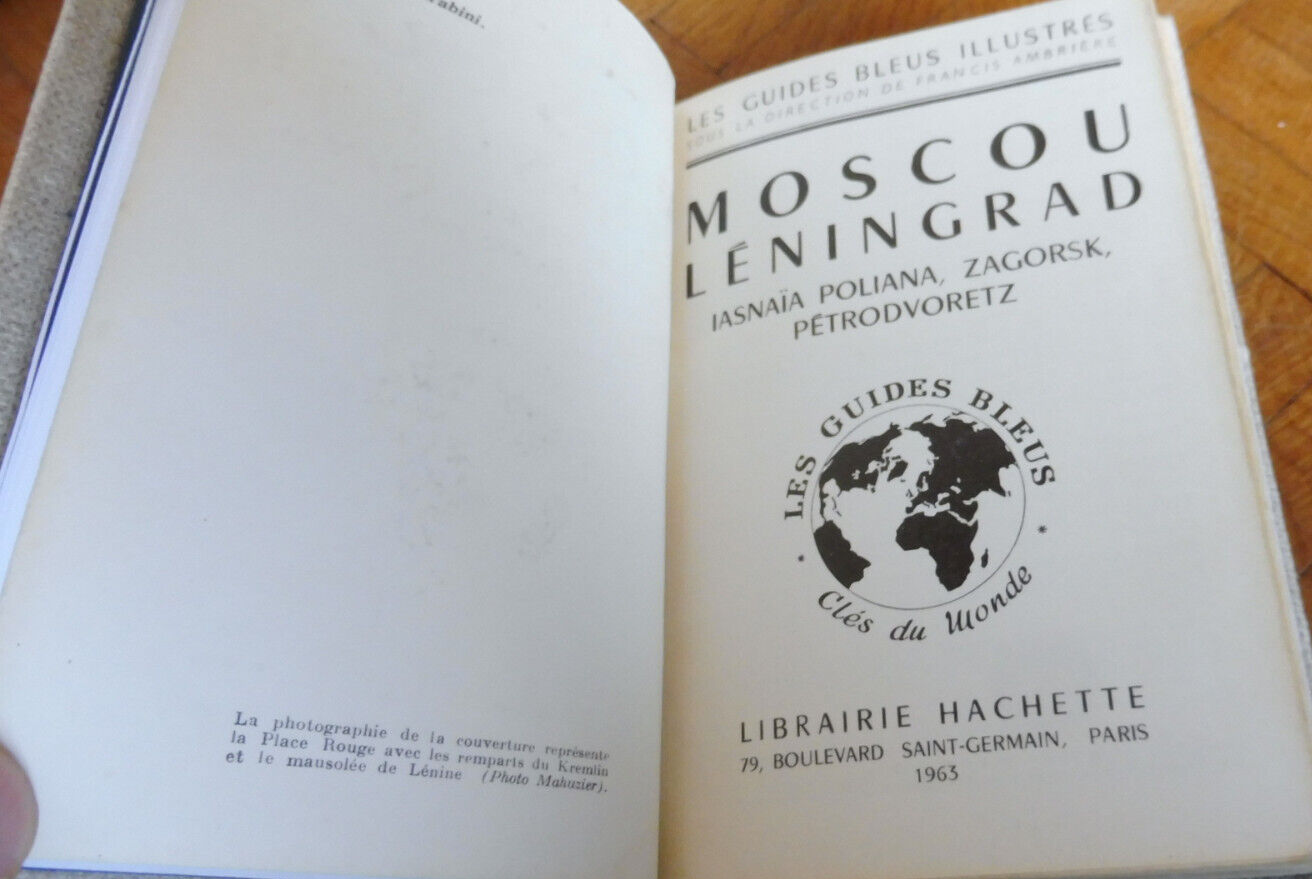 La photographie de la couverture représente
la Place Rouge avec les remparts du Kremlin
et le mausolée de Lénine (Photo Mahuzier).
LES GUIDES BLEUS ILLUSTRÉS
SOUS LA DIRECTION DE FRANCIS AMBRIÈRE
MOSCOU
LÉNINGRAD
IASNAÏA POLIANA, ZAGORSK,
PÉTRODVORETZ
LES GUIDES BLEUS
* *
Clés du Monde
LIBRAIRIE HACHETTE
79, BOULEVARD SAINT-GERMAIN, PARIS
1963